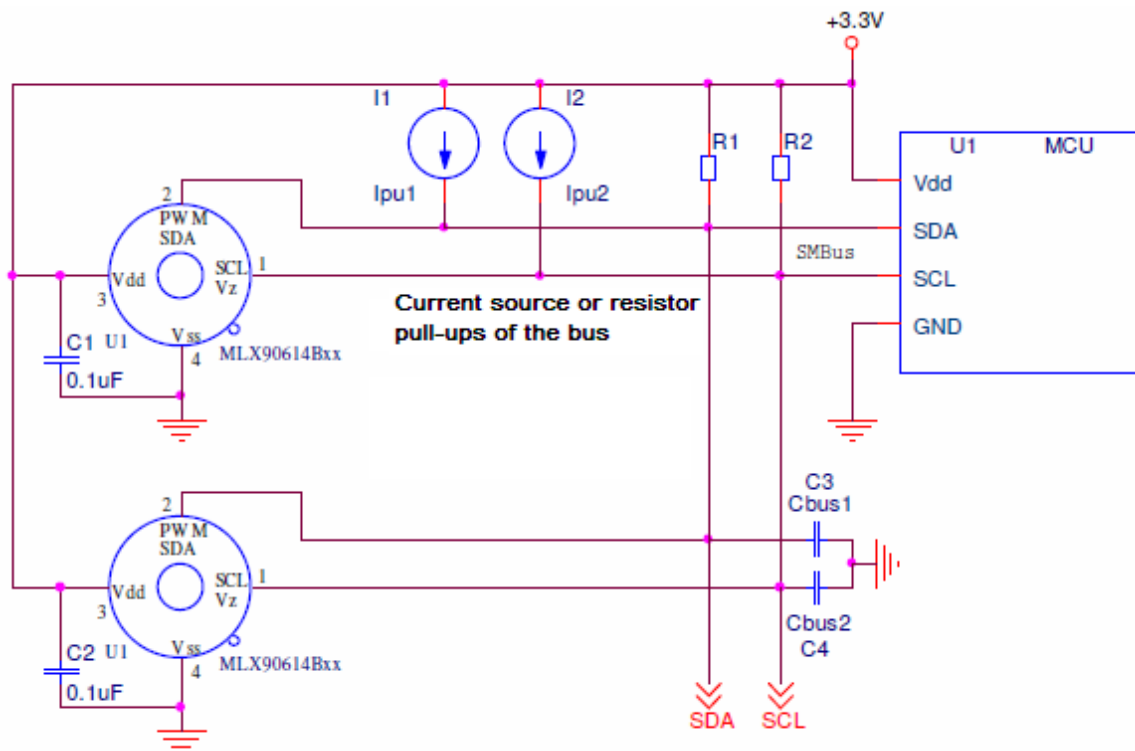 +3.3V
I1
I2
R1
R2
U1
MCU
Ipu1
Ipu2
Vdd
SDA
SCL
GND
SMBus
2
PWM
SDA
SCL
Vz
1
Vdd
3
Vss
4
C1
U1
0.1uF
MLX90614Bxx
Current source or resistor
pull-ups of the bus
2
PWM
SDA
SCL
Vz
1
Vdd
3
Vss
4
C2
U1
0.1uF
MLX90614Bxx
C3
Cbus1
Cbus2
C4
SDA
SCL